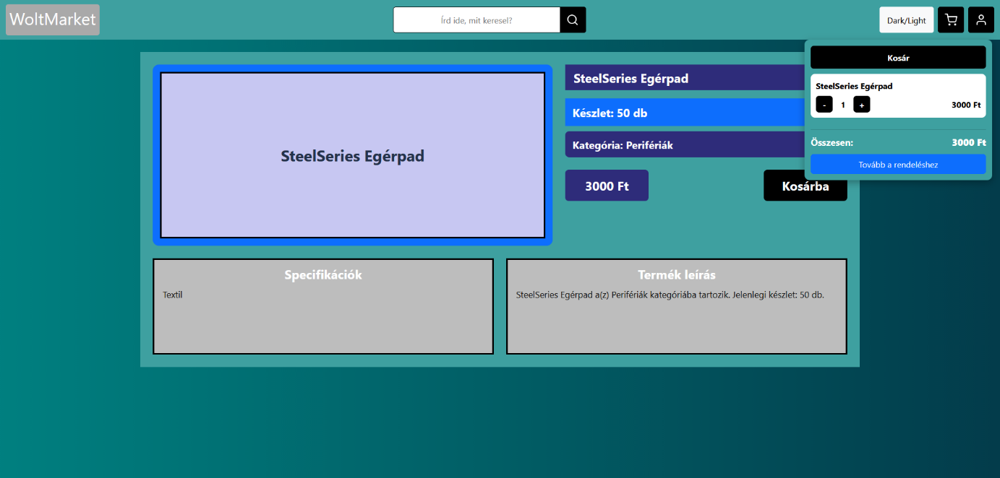 WoltMarket
Írd ide, mit keresel?
Dark/Light
SteelSeries Egérpad
SteelSeries Egérpad
Készlet: 50 db
Kategória: Perifériák
3000 Ft
Kosárba
Kosár
SteelSeries Egérpad
- 1 + 3000 Ft
Összesen: 3000 Ft
Tovább a rendeléshez
Specifikációk
Textil
Termék leírás
SteelSeries Egérpad a(z) Perifériák kategóriába tartozik. Jelenlegi készlet: 50 db.